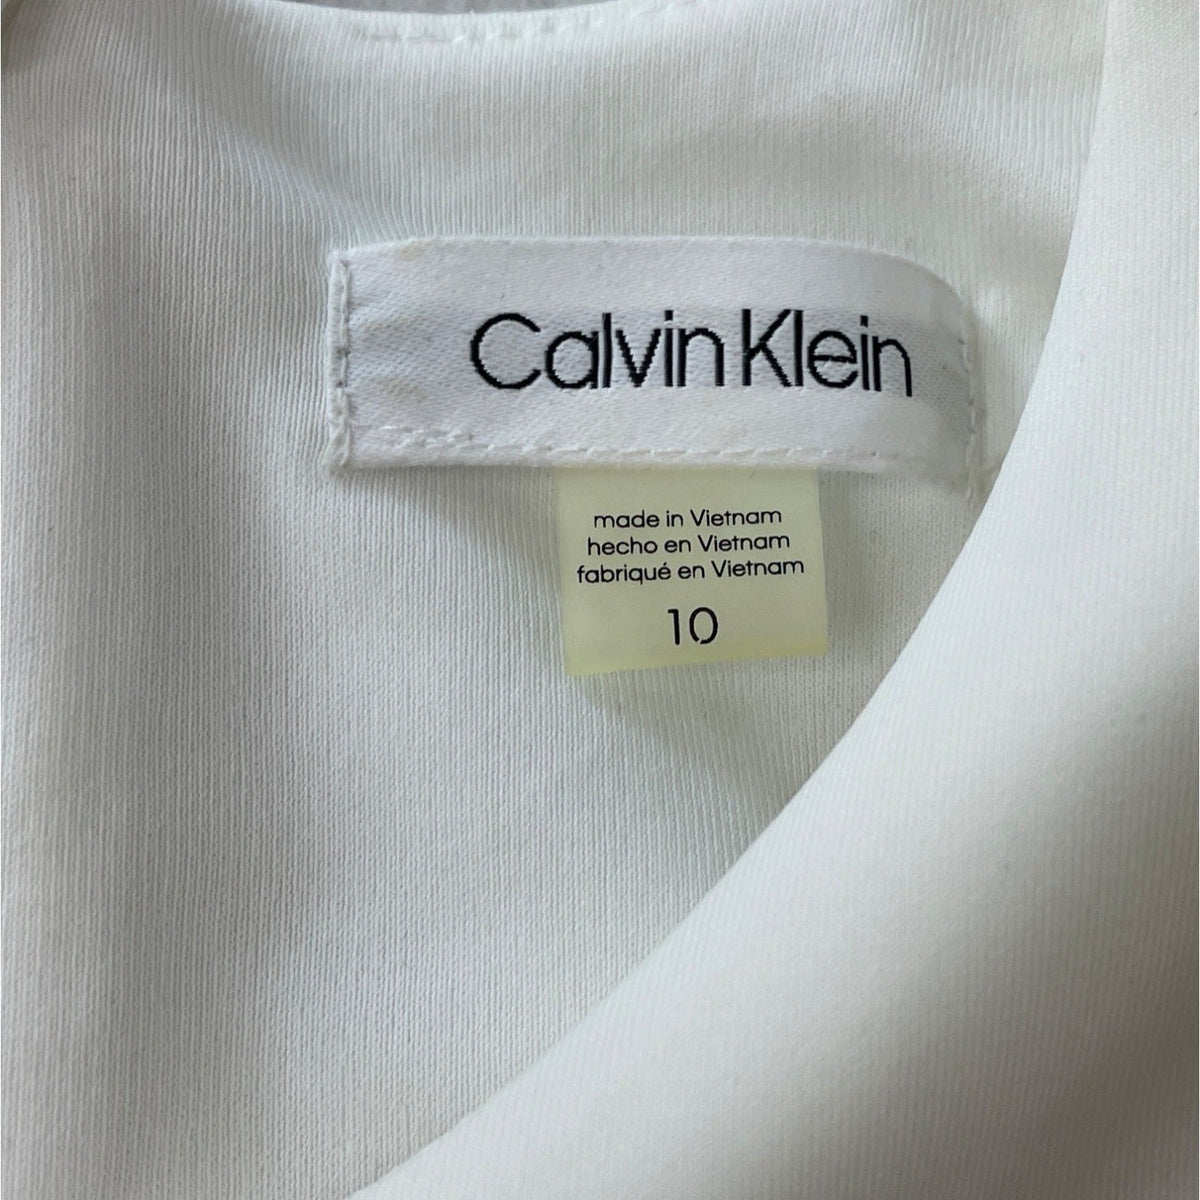 Calvin Klein
made in Vietnam
hecho en Vietnam
fabriqué en Vietnam
10